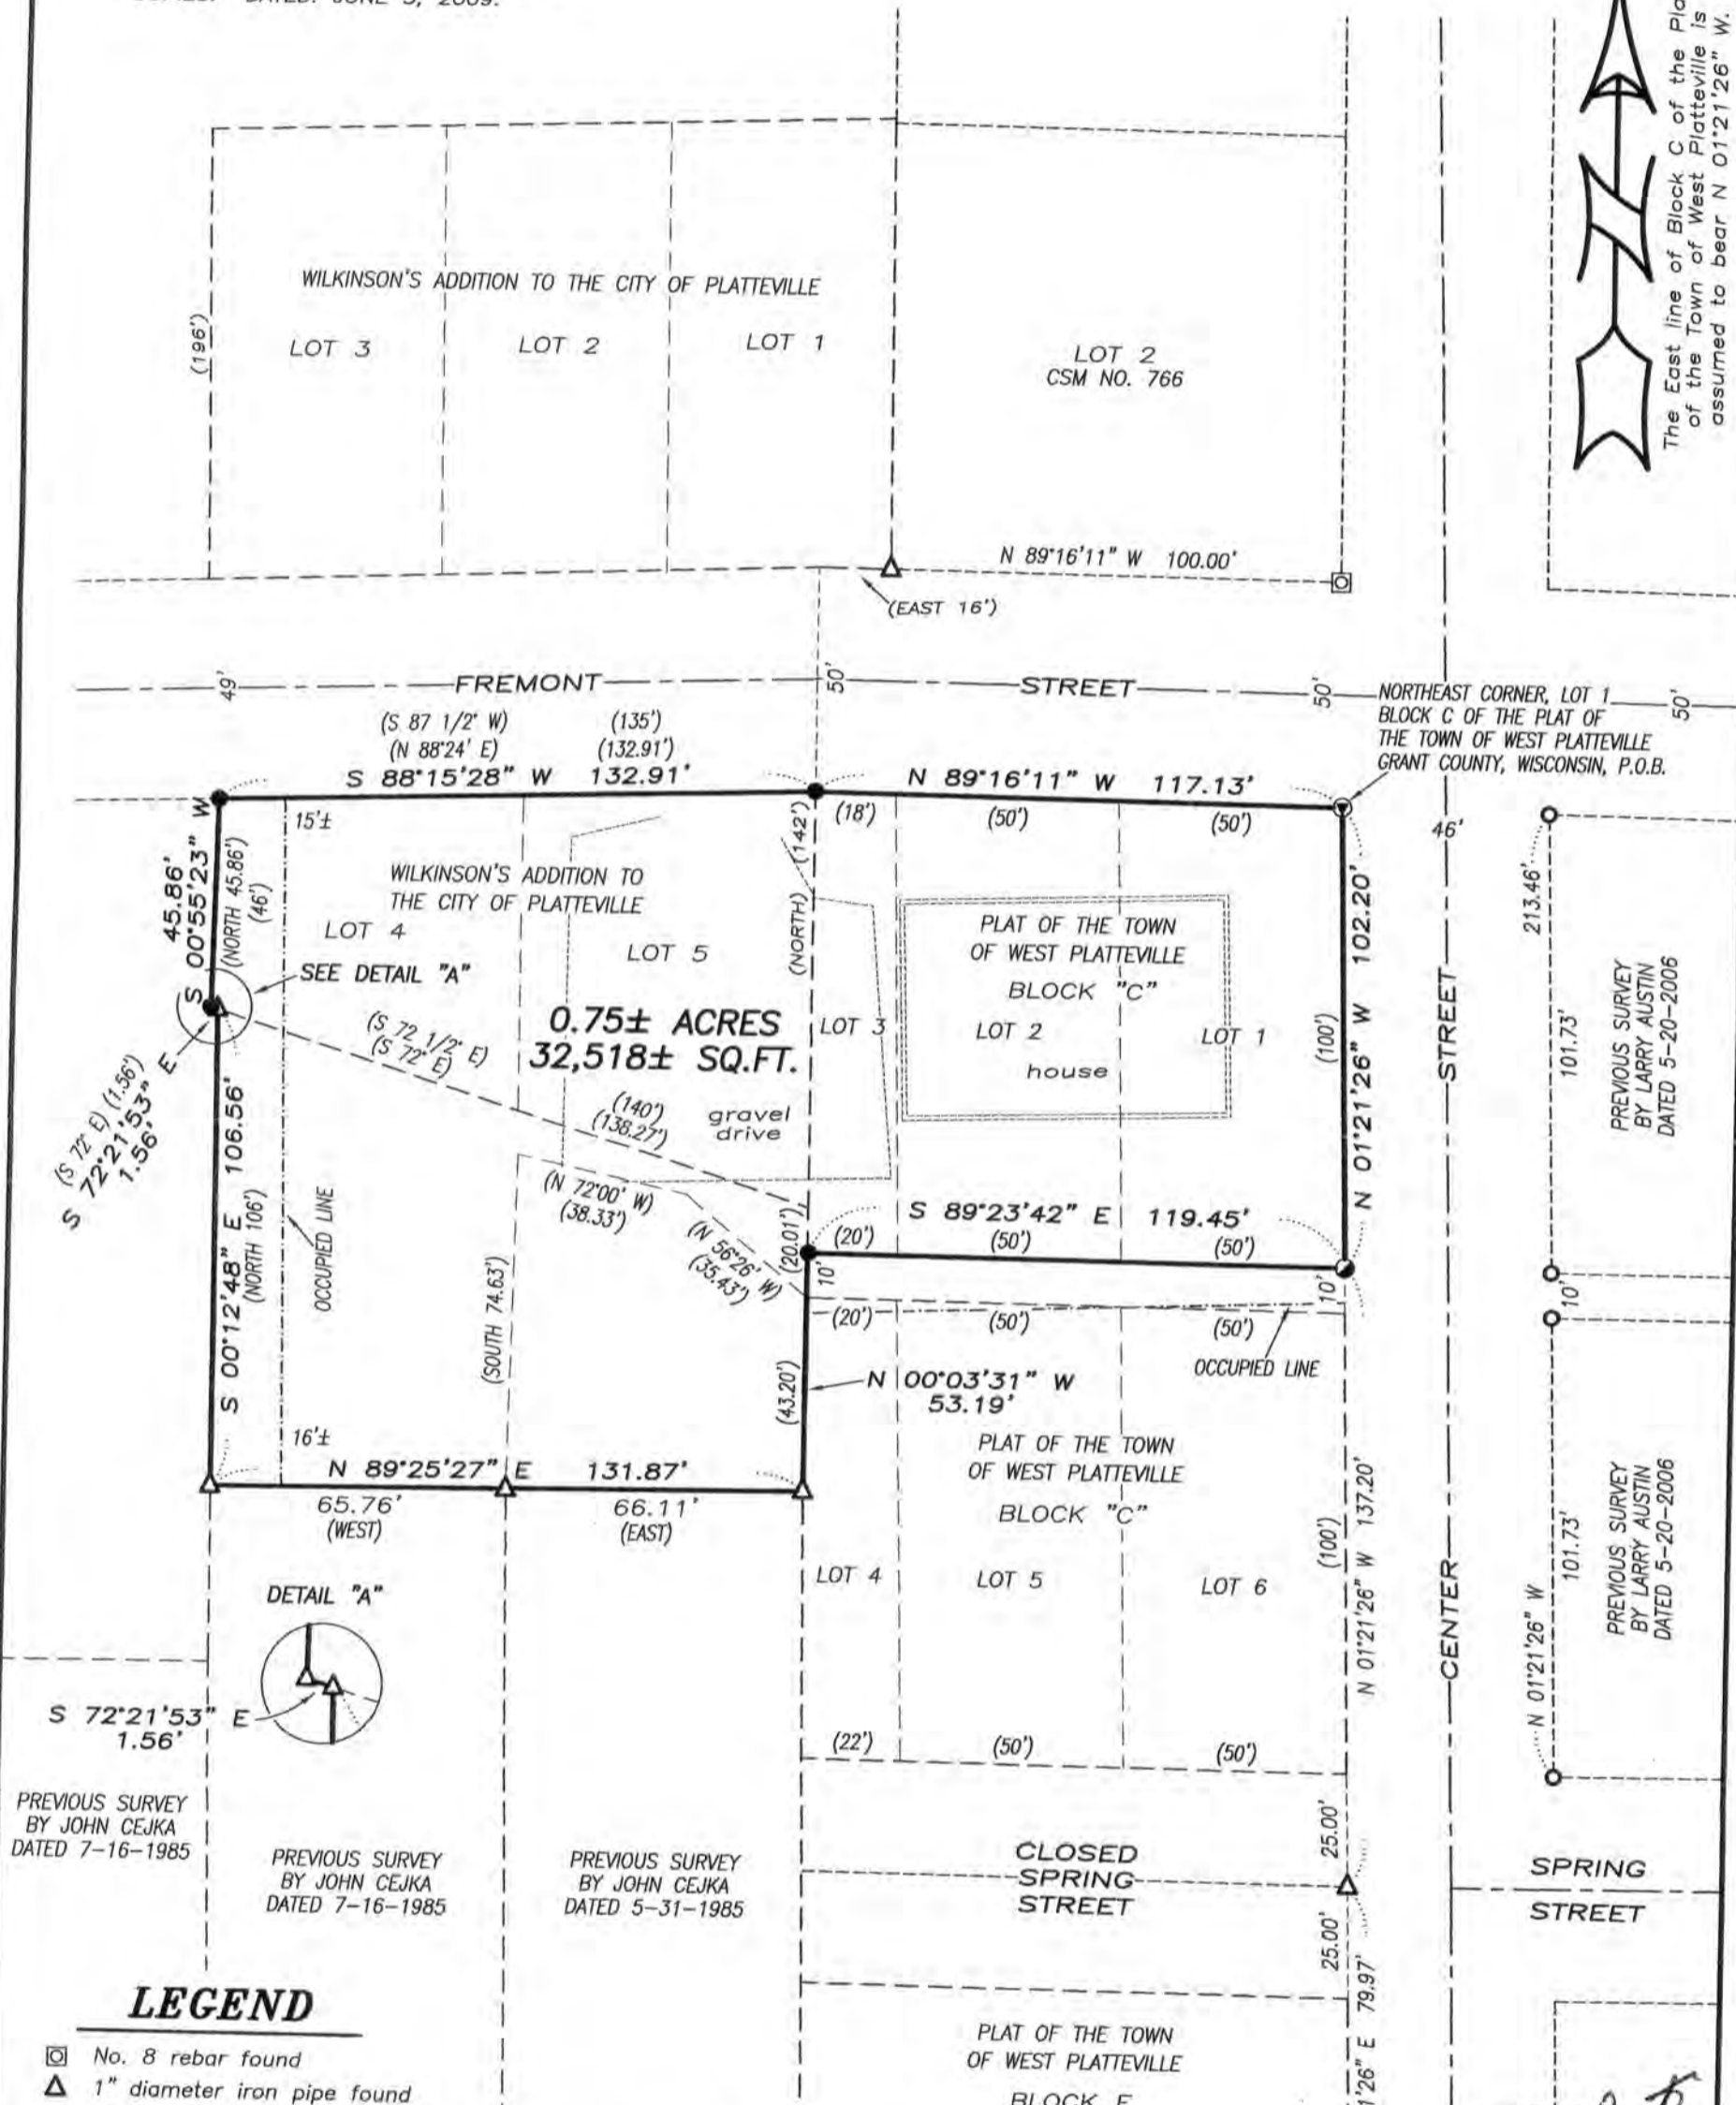 DATED: JUNE 5, 2009.
The East line of Block C of the
of the Town of West Platteville is
assumed to bear N 01°21'26" W.
WILKINSON'S ADDITION TO THE CITY OF PLATTEVILLE
(196')
LOT 3
LOT 2
LOT 1
LOT 2
CSM NO. 766
N 89°16'11" W 100.00'
(EAST 16')
49'
FREMONT
50'
STREET
50'
50'
NORTHEAST CORNER, LOT 1
BLOCK C OF THE PLAT OF
THE TOWN OF WEST PLATTEVILLE
GRANT COUNTY, WISCONSIN, P.O.B.
(S 87 1/2° W) (135')
(N 88°24' E) (132.91')
S 88°15'28" W 132.91'
N 89°16'11" W 117.13'
(18')
(50')
(50')
46'
15'±
45.86'
S 00°55'23" W
(NORTH 45.86')
(46')
WILKINSON'S ADDITION TO
THE CITY OF PLATTEVILLE
LOT 4
LOT 5
SEE DETAIL "A"
(NORTH) (142')
PLAT OF THE TOWN
OF WEST PLATTEVILLE
BLOCK "C"
LOT 3
LOT 2
LOT 1
house
0.75± ACRES
32,518± SQ.FT.
(S 72 1/2° E)
(S 72° E)
(140')
(138.27')
gravel
drive
(100')
N 01°21'26" W 102.20'
STREET
213.46'
101.73'
PREVIOUS SURVEY
BY LARRY AUSTIN
DATED 5-20-2006
(S 72° E) (1.56')
S 72°21'53" E
1.56'
S 00°12'48" E 106.56'
(NORTH 106')
OCCUPIED LINE
(N 72°00' W)
(38.33')
(N 56°26' W)
(35.43')
(20.01')
(SOUTH 74.63')
S 89°23'42" E 119.45'
(20')
(50')
(50')
10'
10'
10'
(20')
(50')
(50')
OCCUPIED LINE
(43.20')
N 00°03'31" W
53.19'
16'±
N 89°25'27" E 131.87'
65.76'
(WEST)
66.11'
(EAST)
PLAT OF THE TOWN
OF WEST PLATTEVILLE
BLOCK "C"
LOT 4
LOT 5
LOT 6
(100')
N 01°21'26" W 137.20'
CENTER
N 01°21'26" W
101.73'
PREVIOUS SURVEY
BY LARRY AUSTIN
DATED 5-20-2006
DETAIL "A"
S 72°21'53" E
1.56'
(22')
(50')
(50')
PREVIOUS SURVEY
BY JOHN CEJKA
DATED 7-16-1985
PREVIOUS SURVEY
BY JOHN CEJKA
DATED 7-16-1985
PREVIOUS SURVEY
BY JOHN CEJKA
DATED 5-31-1985
CLOSED
SPRING
STREET
25.00'
25.00'
79.97'
SPRING
STREET
LEGEND
No. 8 rebar found
1" diameter iron pipe found
PLAT OF THE TOWN
OF WEST PLATTEVILLE
BLOCK
1'26" E